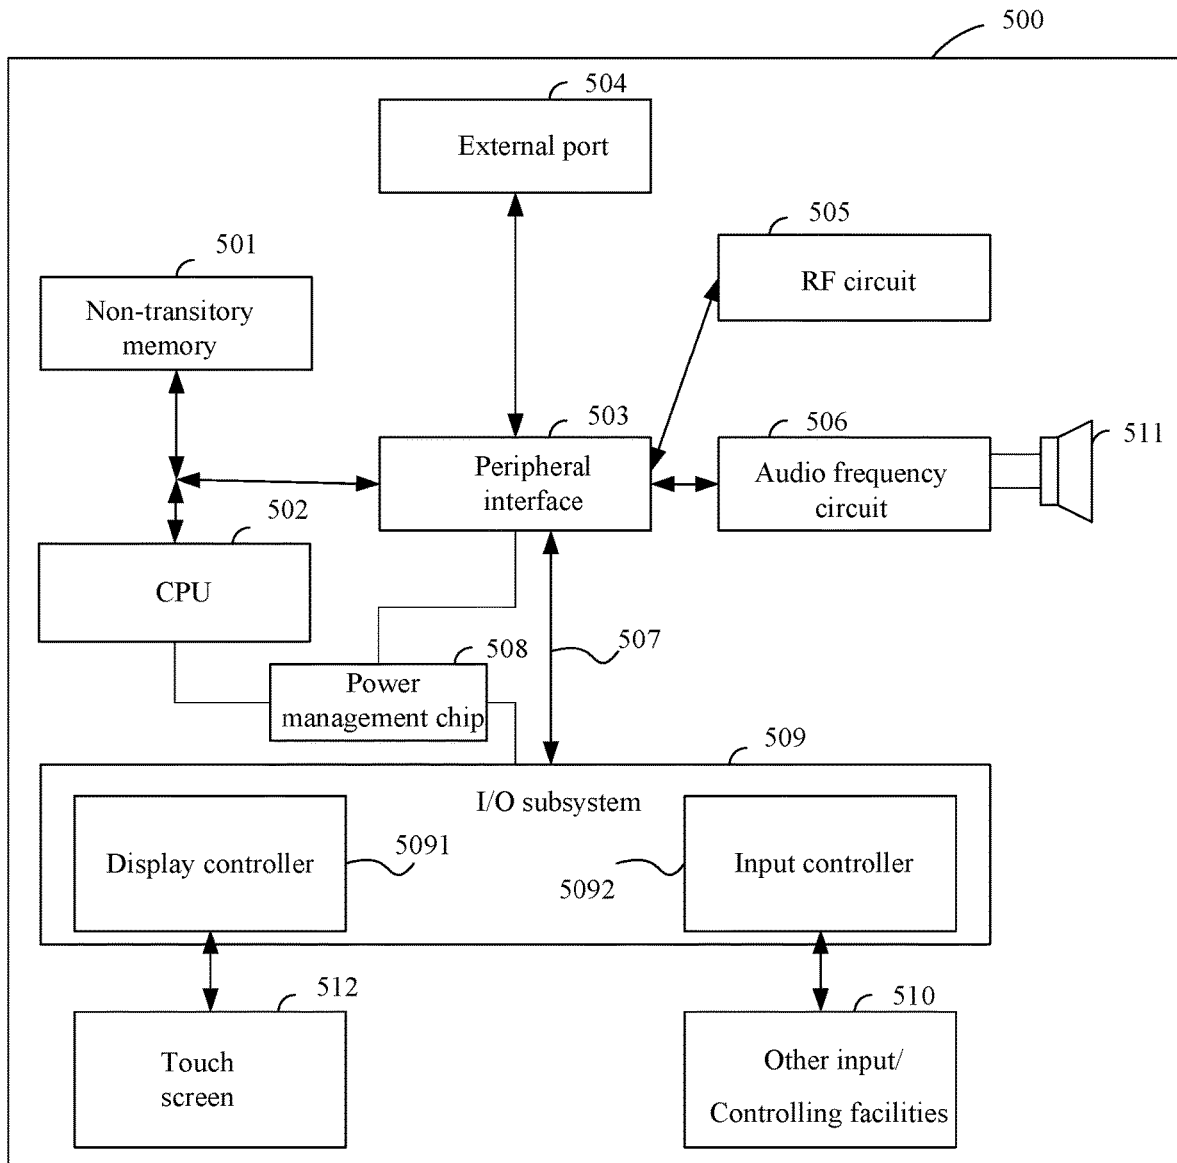 500
504
External port
505
RF circuit
501
Non-transitory
memory
503
Peripheral
interface
506
Audio frequency
circuit
511
502
CPU
507
508
Power
management chip
509
I/O subsystem
Display controller
5091
5092
Input controller
512
Touch
screen
510
Other input/
Controlling facilities